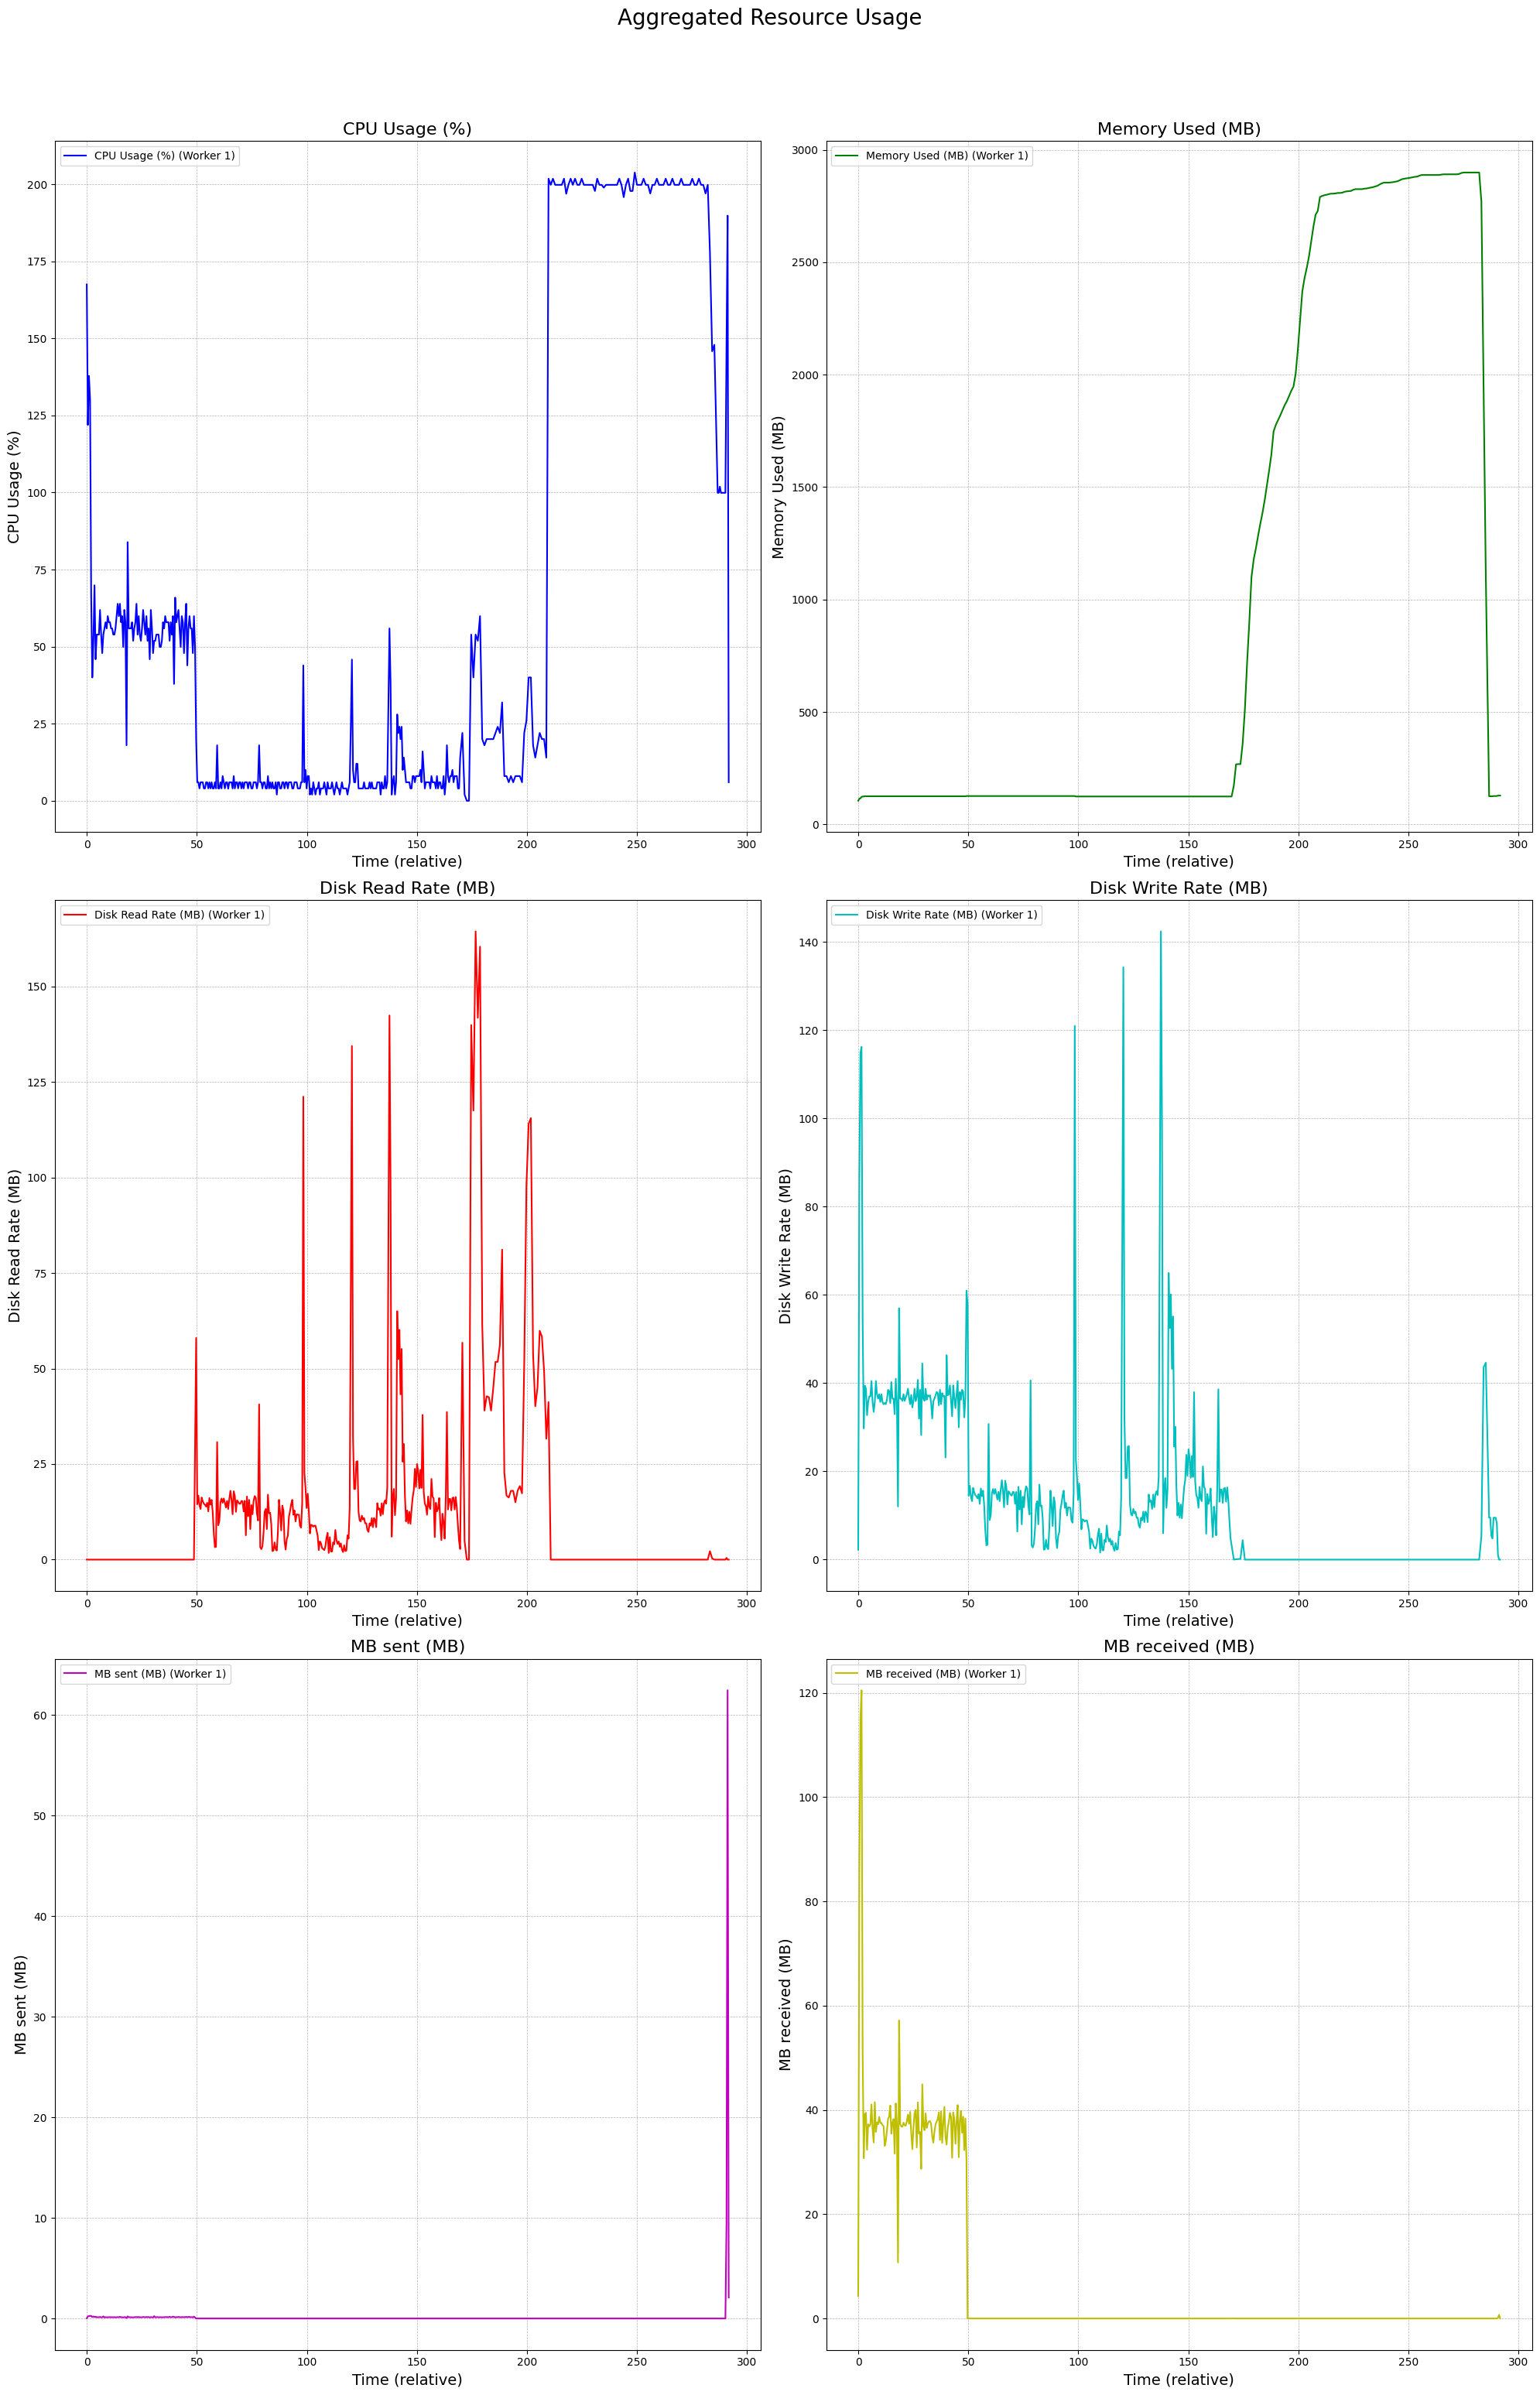 Aggregated Resource Usage
CPU Usage (%)
CPU Usage (%) (Worker 1)
CPU Usage (%)
200
175
150
125
100
75
50
25
0
0 50 100 150 200 250 300
Time (relative)
Memory Used (MB)
Memory Used (MB) (Worker 1)
Memory Used (MB)
3000
2500
2000
1500
1000
500
0
0 50 100 150 200 250 300
Time (relative)
Disk Read Rate (MB)
Disk Read Rate (MB) (Worker 1)
Disk Read Rate (MB)
150
125
100
75
50
25
0
0 50 100 150 200 250 300
Time (relative)
Disk Write Rate (MB)
Disk Write Rate (MB) (Worker 1)
Disk Write Rate (MB)
140
120
100
80
60
40
20
0
0 50 100 150 200 250 300
Time (relative)
MB sent (MB)
MB sent (MB) (Worker 1)
MB sent (MB)
60
50
40
30
20
10
0
0 50 100 150 200 250 300
Time (relative)
MB received (MB)
MB received (MB) (Worker 1)
MB received (MB)
120
100
80
60
40
20
0
0 50 100 150 200 250 300
Time (relative)